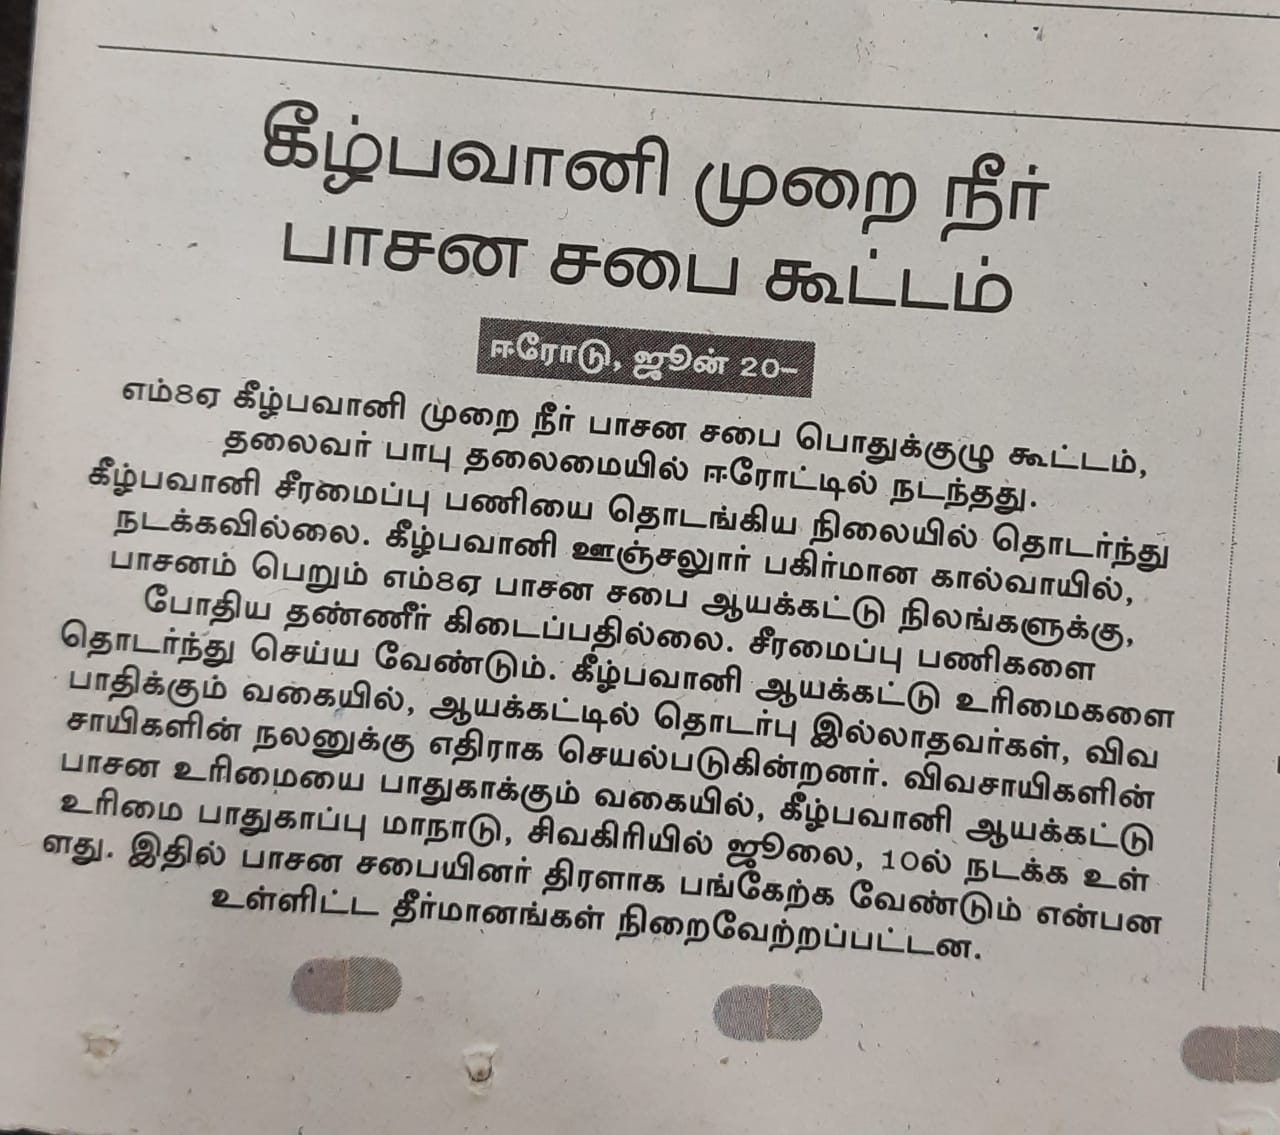 கீழ்பவானி முறை நீர்
பாசன சபை கூட்டம்
ஈரோடு, ஜூன் 20–
எம்8ஏ கீழ்பவானி முறை நீர் பாசன சபை பொதுக்குழு கூட்டம்,
தலைவர் பாபு தலைமையில் ஈரோட்டில் நடந்தது.
கீழ்பவானி சீரமைப்பு பணியை தொடங்கிய நிலையில் தொடர்ந்து
நடக்கவில்லை. கீழ்பவானி ஊஞ்சலுார் பகிர்மான கால்வாயில்,
பாசனம் பெறும் எம்8ஏ பாசன சபை ஆயக்கட்டு நிலங்களுக்கு,
போதிய தண்ணீர் கிடைப்பதில்லை. சீரமைப்பு பணிகளை
தொடர்ந்து செய்ய வேண்டும். கீழ்பவானி ஆயக்கட்டு உரிமைகளை
பாதிக்கும் வகையில், ஆயக்கட்டில் தொடர்பு இல்லாதவர்கள், விவ
சாயிகளின் நலனுக்கு எதிராக செயல்படுகின்றனர். விவசாயிகளின்
பாசன உரிமையை பாதுகாக்கும் வகையில், கீழ்பவானி ஆயக்கட்டு
உரிமை பாதுகாப்பு மாநாடு, சிவகிரியில் ஜூலை, 10ல் நடக்க உள்
ளது. இதில் பாசன சபையினர் திரளாக பங்கேற்க வேண்டும் என்பன
உள்ளிட்ட தீர்மானங்கள் நிறைவேற்றப்பட்டன.